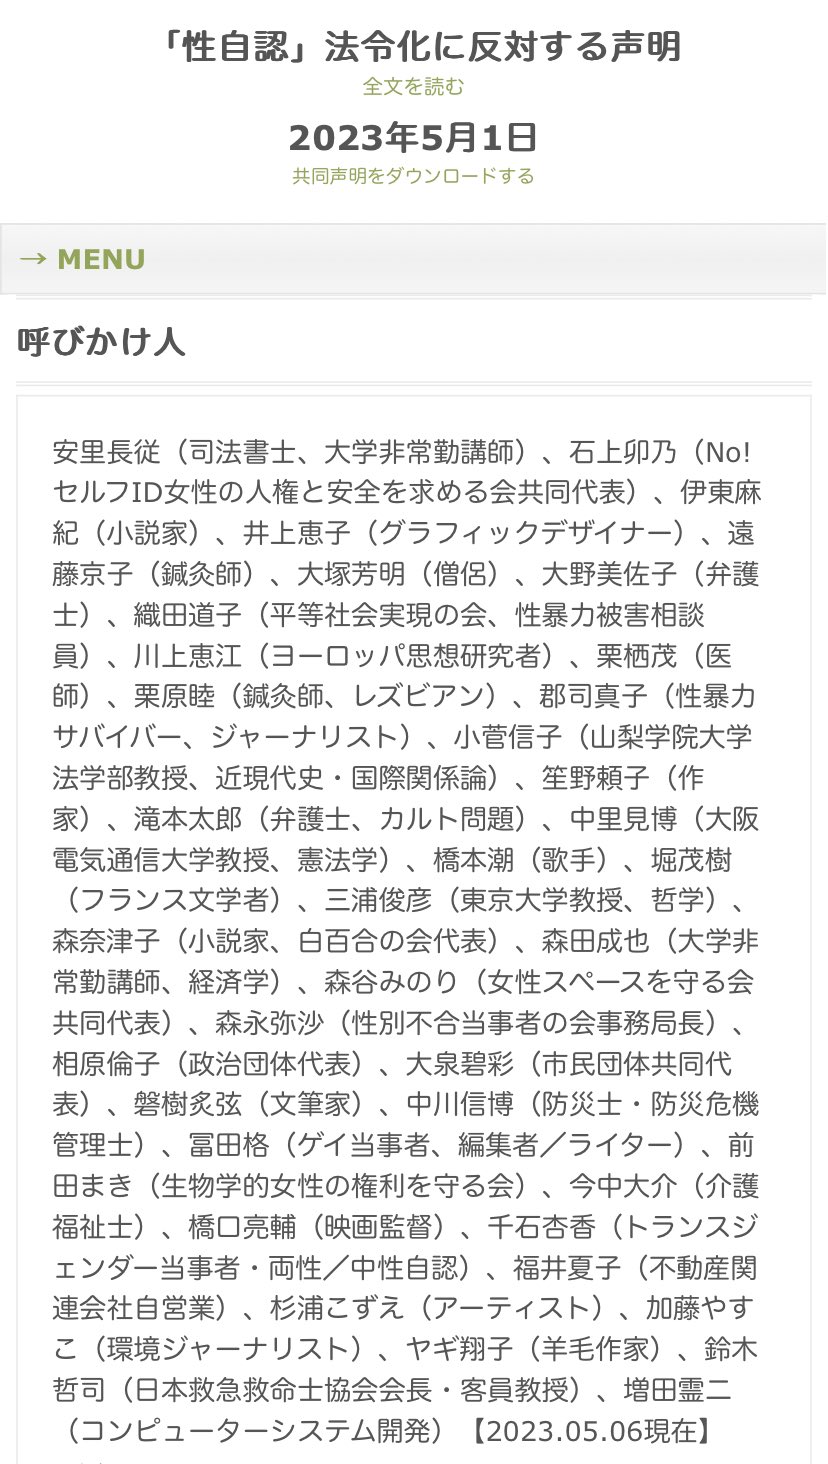 「性自認」法令化に反対する声明
全文を読む
2023年5月1日
共同声明をダウンロードする
→ MENU
呼びかけ人
安里長従（司法書士、大学非常勤講師）、石上卯乃（No!
セルフID女性の人権と安全を求める会共同代表）、伊東麻
紀（小説家）、井上恵子（グラフィックデザイナー）、遠
藤京子（鍼灸師）、大塚芳明（僧侶）、大野美佐子（弁護
士）、織田道子（平等社会実現の会、性暴力被害相談
員）、川上恵江（ヨーロッパ思想研究者）、栗栖茂（医
師）、栗原睦（鍼灸師、レズビアン）、郡司真子（性暴力
サバイバー、ジャーナリスト）、小菅信子（山梨学院大学
法学部教授、近現代史・国際関係論）、笙野頼子（作
家）、滝本太郎（弁護士、カルト問題）、中里見博（大阪
電気通信大学教授、憲法学）、橋本潮（歌手）、堀茂樹
（フランス文学者）、三浦俊彦（東京大学教授、哲学）、
森奈津子（小説家、白百合の会代表）、森田成也（大学非
常勤講師、経済学）、森谷みのり（女性スペースを守る会
共同代表）、森永弥沙（性別不合当事者の会事務局長）、
相原倫子（政治団体代表）、大泉碧彩（市民団体共同代
表）、磐樹炙弦（文筆家）、中川信博（防災士・防災危機
管理士）、冨田格（ゲイ当事者、編集者／ライター）、前
田まき（生物学的女性の権利を守る会）、今中大介（介護
福祉士）、橋口亮輔（映画監督）、千石杏香（トランスジ
ェンダー当事者・両性／中性自認）、福井夏子（不動産関
連会社自営業）、杉浦こずえ（アーティスト）、加藤やす
こ（環境ジャーナリスト）、ヤギ翔子（羊毛作家）、鈴木
哲司（日本救急救命士協会会長・客員教授）、増田霊二
（コンピューターシステム開発）【2023.05.06現在】